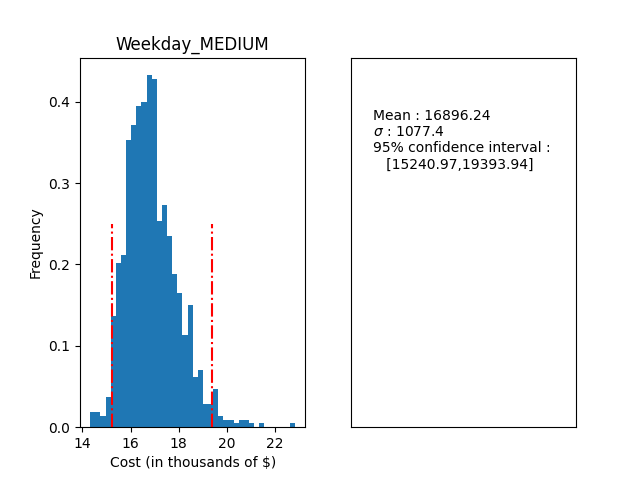 Weekday_MEDIUM
Frequency
0.4
0.3
0.2
0.1
0.0
14 16 18 20 22
Cost (in thousands of $)
Mean : 16896.24
σ : 1077.4
95% confidence interval :
[15240.97,19393.94]